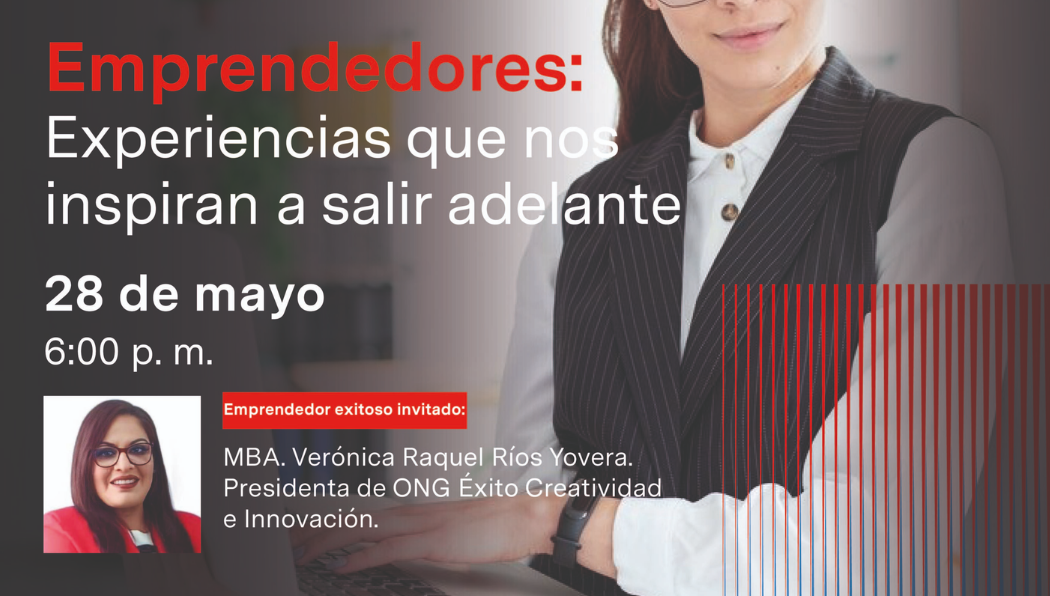 Emprendedores:
Experiencias que nos
inspiran a salir adelante
28 de mayo
6:00 p. m.
Emprendedor exitoso invitado:
MBA. Verónica Raquel Ríos Yovera.
Presidenta de ONG Éxito Creatividad
e Innovación.